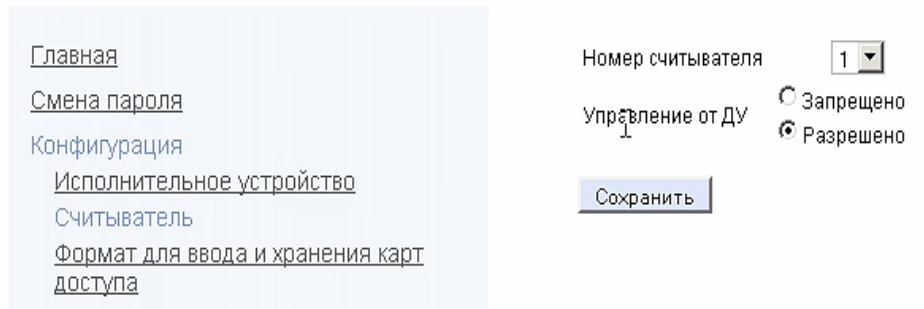 Главная
Смена пароля
Конфигурация
Исполнительное устройство
Считыватель
Формат для ввода и хранения карт
доступа
Номер считывателя 1
Управление от ДУ
Запрещено
Разрешено
Сохранить